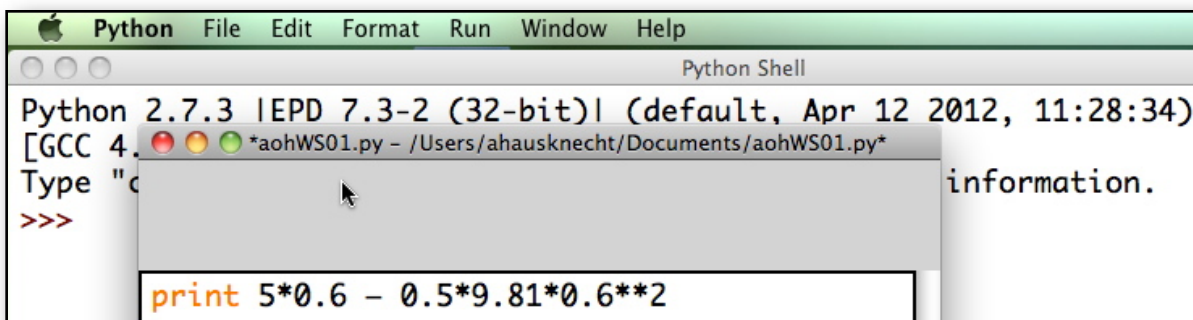 Python File Edit Format Run Window Help
Python Shell
Python 2.7.3 |EPD 7.3-2 (32-bit)| (default, Apr 12 2012, 11:28:34)
[GCC 4.
*aohWS01.py - /Users/ahausknecht/Documents/aohWS01.py*
Type "c information.
>>>
print 5*0.6 - 0.5*9.81*0.6**2